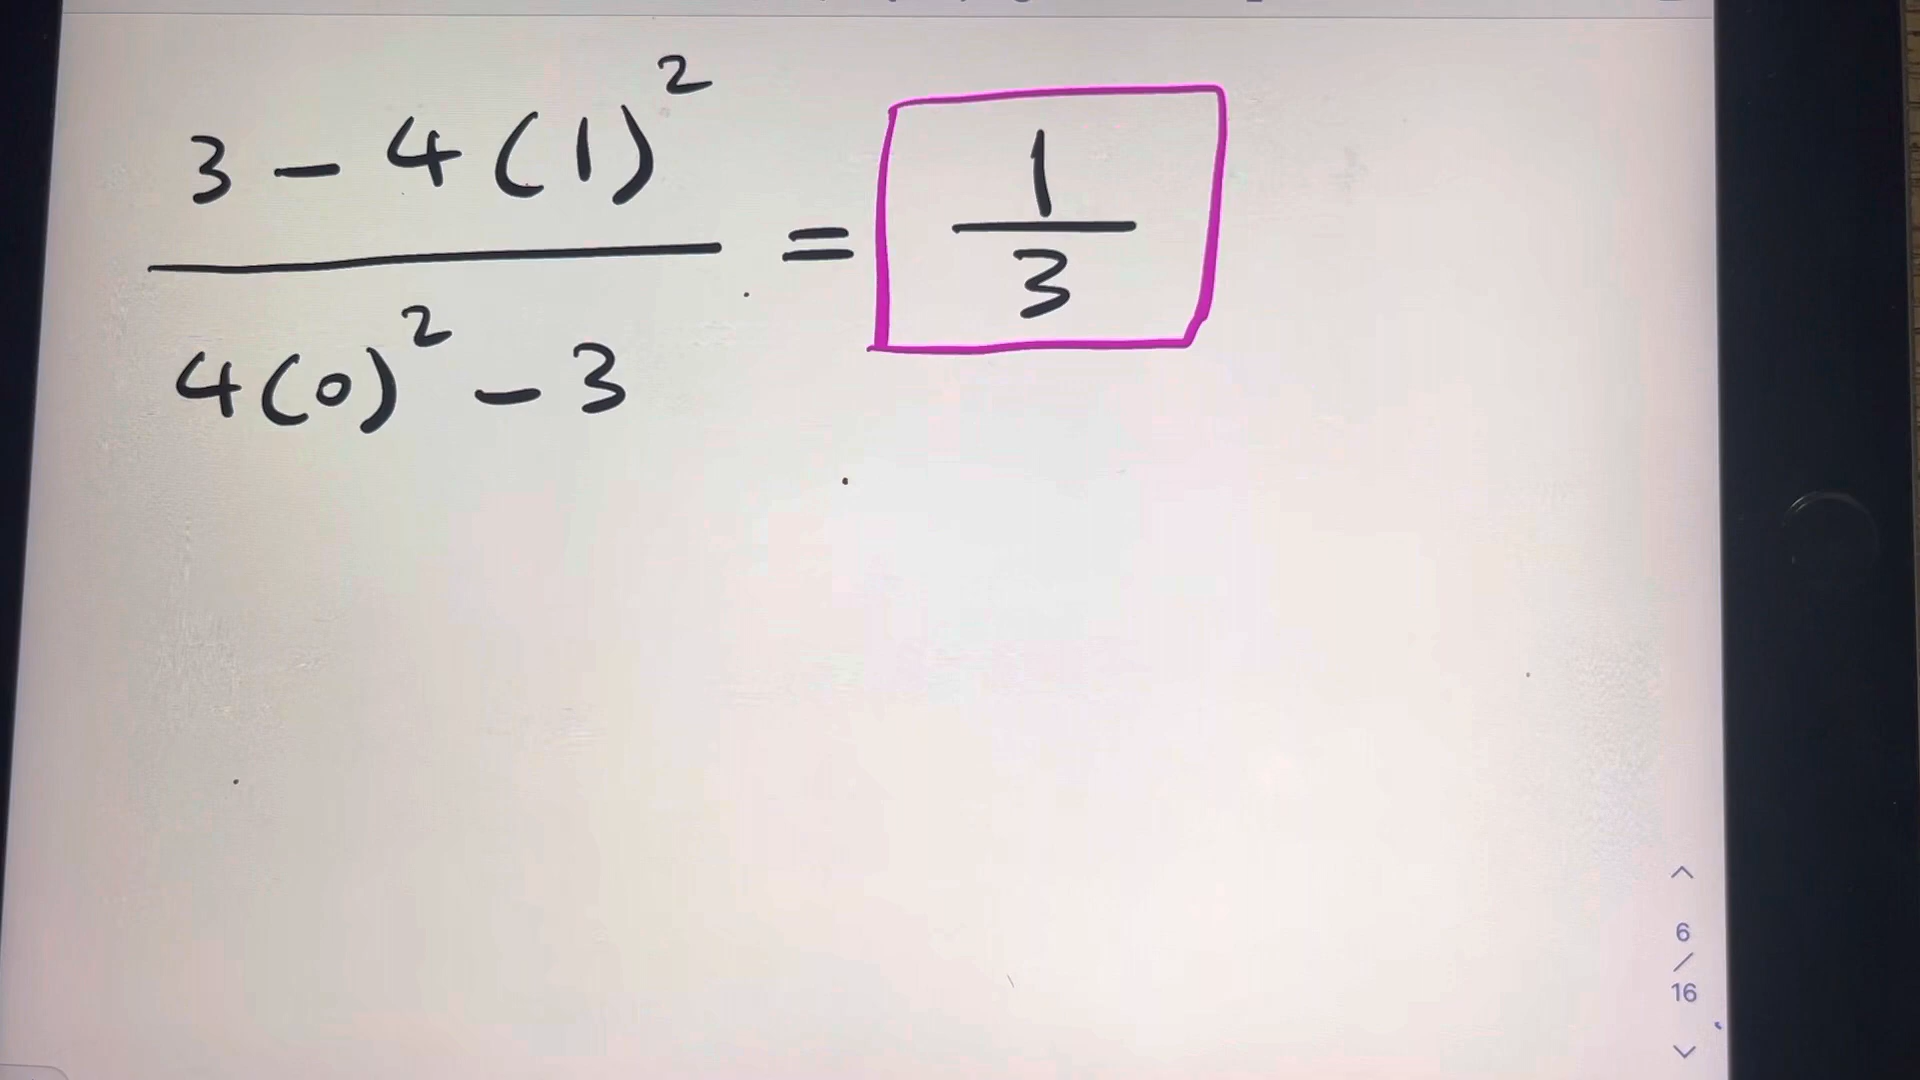 3 - 4(1)² = 1
4(0)² - 3   3
6
/
16